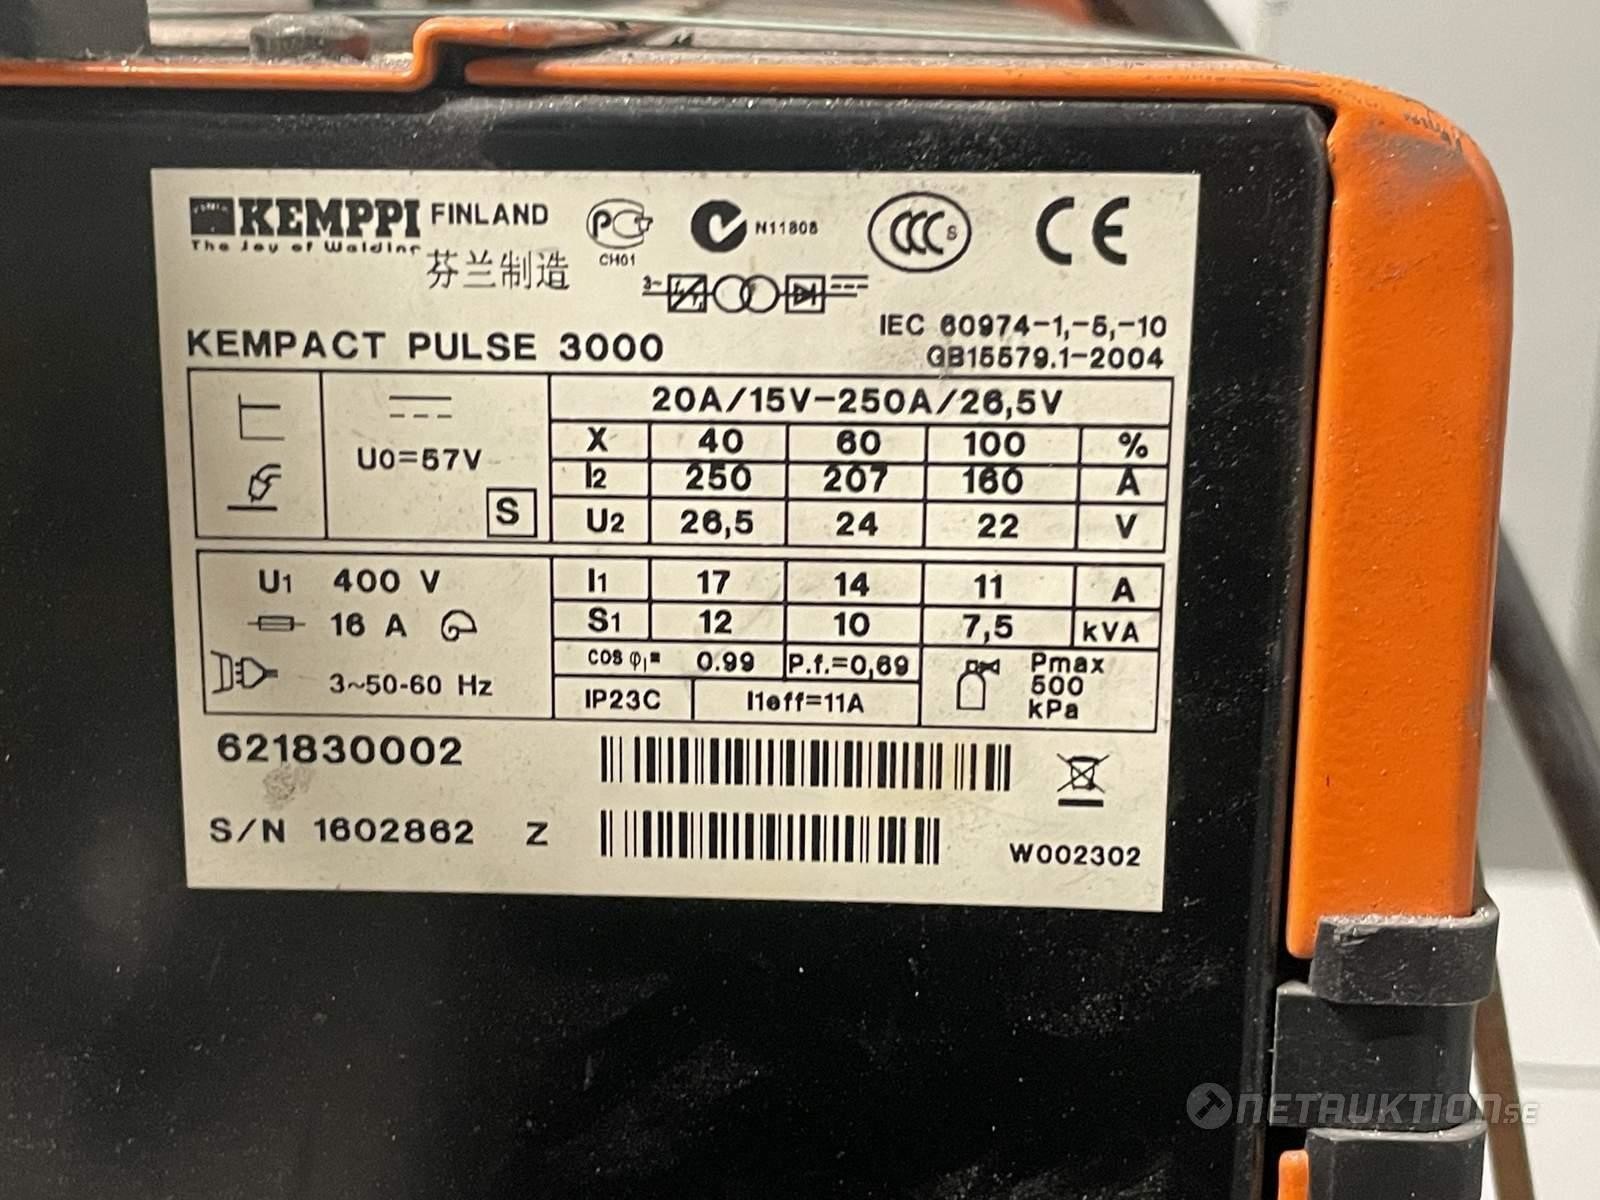 KEMPPI FINLAND
The Joy of Welding
芬兰制造
CH01
N11808
CCC S
CE
3~
KEMPACT PULSE 3000
IEC 60974-1,-5,-10
GB15579.1-2004
U0=57V
S
20A/15V-250A/26,5V
X 40 60 100 %
I2 250 207 160 A
U2 26,5 24 22 V
U1 400 V
16 A
3~50-60 Hz
I1 17 14 11 A
S1 12 10 7,5 kVA
cos φ1= 0.99 P.f.=0,69
IP23C I1eff=11A
Pmax
500
kPa
621830002
S/N 1602862 Z
W002302
NETAUKTION.SE